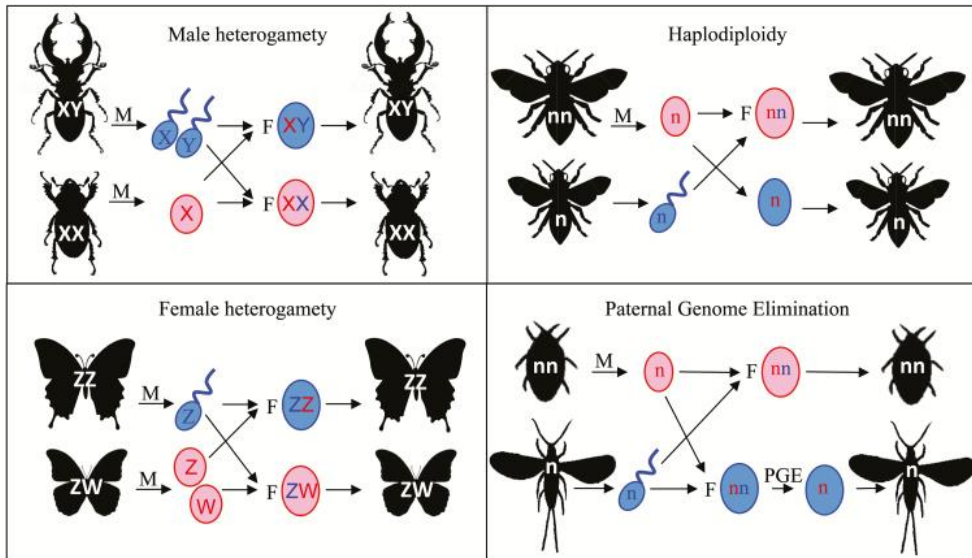 Male heterogamety
XY
M
X
Y
F
XY
XY
XX
M
X
F
XX
XX
Haplodiploidy
nn
M
n
F
nn
nn
n
n
n
n
Female heterogamety
ZZ
M
Z
F
ZZ
ZZ
ZW
M
Z
W
F
ZW
ZW
Paternal Genome Elimination
nn
M
n
F
nn
nn
n
n
F
nn
PGE
n
n